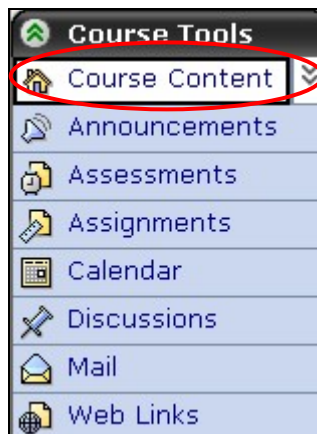 Course Tools
Course Content
Announcements
Assessments
Assignments
Calendar
Discussions
Mail
Web Links